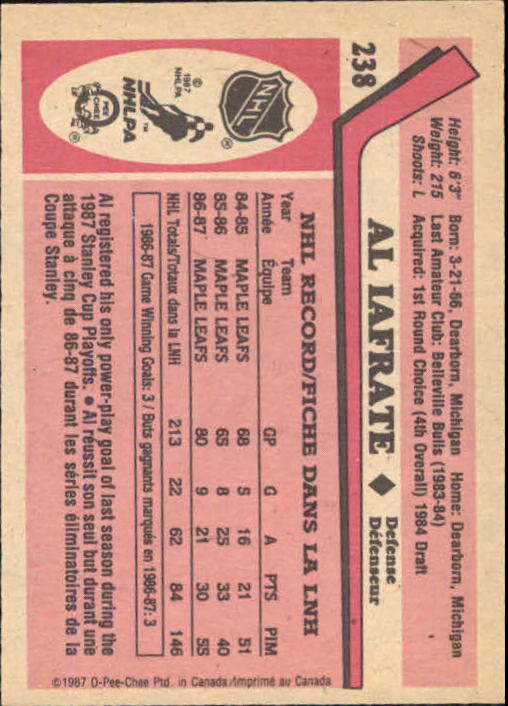 238
Height: 6'3" Born: 3-21-66, Dearborn, Michigan Home: Dearborn, Michigan
Weight: 215 Last Amateur Club: Belleville Bulls (1983-84)
Shoots: L Acquired: 1st Round Choice (4th Overall) 1984 Draft
AL IAFRATE ◆ Defense
Défenseur
NHL
®
© 1987 NHLPA
™
NHLPA
O PEE CHEE
®
NHL RECORD/FICHE DANS LA LNH
Year Team
Année Équipe GP G A PTS PIM
84-85 MAPLE LEAFS 68 5 16 21 51
85-86 MAPLE LEAFS 65 8 25 33 40
86-87 MAPLE LEAFS 80 9 21 30 55
NHL Totals/Totaux dans la LNH 213 22 62 84 146
1986-87 Game Winning Goals: 3 / Buts gagnants marqués en 1986-87: 3
Al registered his only power-play goal of last season during the
1987 Stanley Cup Playoffs. ● Al réussit son seul but durant une
attaque à cinq de 86-87 durant les séries éliminatoires de la
Coupe Stanley.
©1987 O-Pee-Chee Ptd. in Canada/Imprimé au Canada